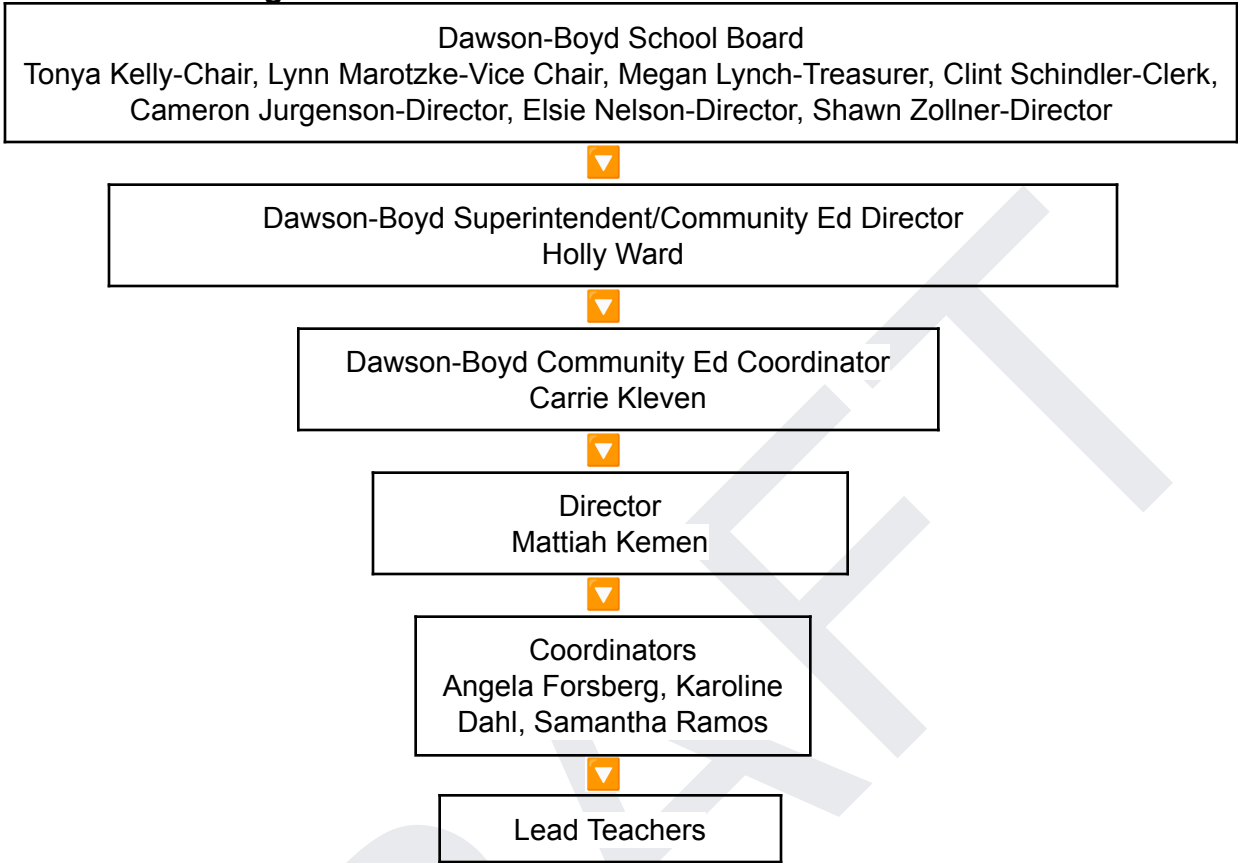 Dawson-Boyd School Board
Tonya Kelly-Chair, Lynn Marotzke-Vice Chair, Megan Lynch-Treasurer, Clint Schindler-Clerk,
Cameron Jurgenson-Director, Elsie Nelson-Director, Shawn Zollner-Director
Dawson-Boyd Superintendent/Community Ed Director
Holly Ward
Dawson-Boyd Community Ed Coordinator
Carrie Kleven
Director
Mattiah Kemen
Coordinators
Angela Forsberg, Karoline
Dahl, Samantha Ramos
Lead Teachers